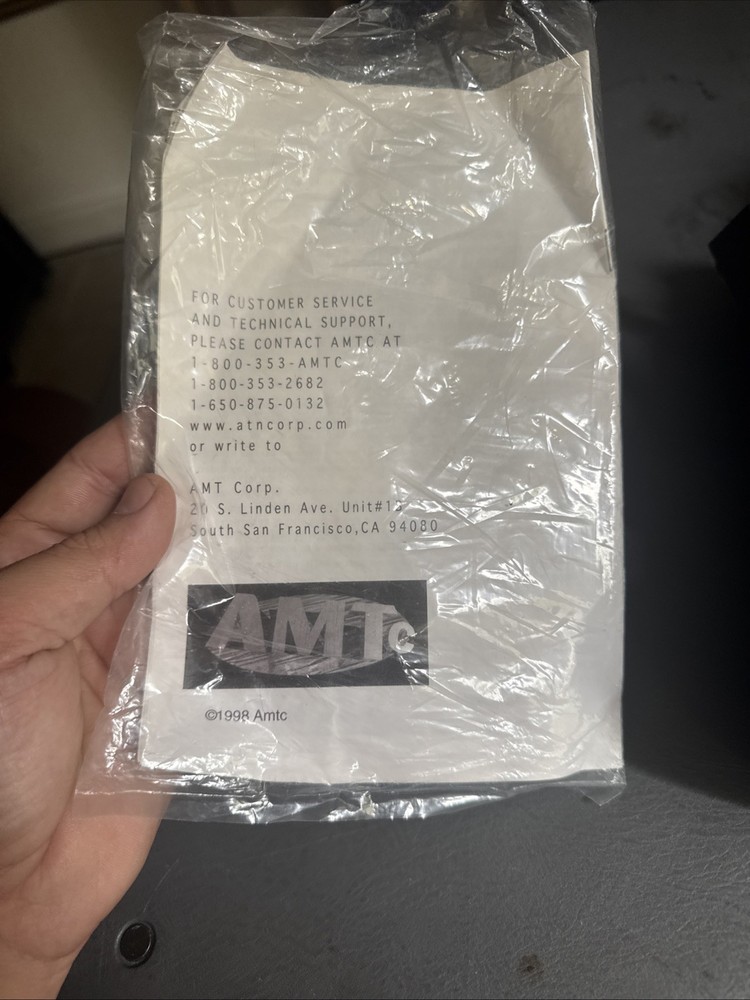 FOR CUSTOMER SERVICE
AND TECHNICAL SUPPORT,
PLEASE CONTACT AMTC AT
1-800-353-AMTC
1-800-353-2682
1-650-875-0132
www.atncorp.com
or write to
AMT Corp.
S. Linden Ave.
South San Francisco,CA 94080
AMTc
©1998 Amtc